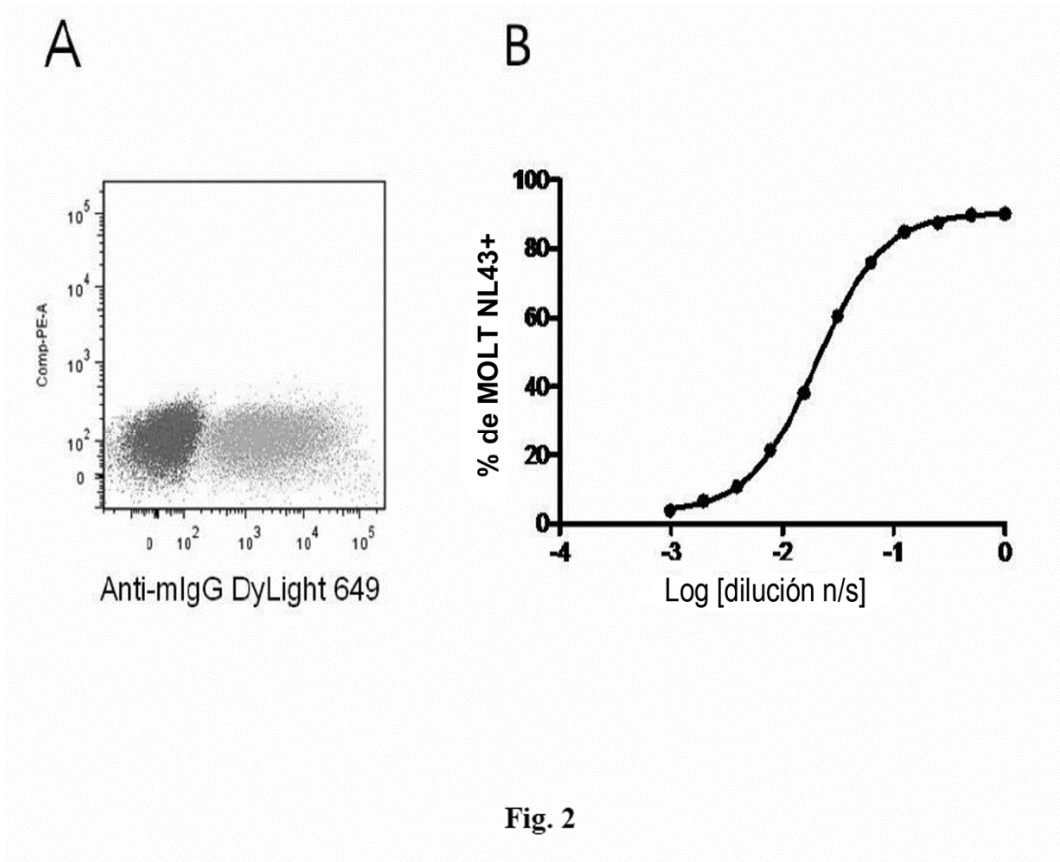 A
B
10^5
10^4
10^3
10^2
0
Comp-PE-A
0 10^2 10^3 10^4 10^5
Anti-mIgG DyLight 649
100
80
60
40
20
0
% de MOLT NL43+
-4 -3 -2 -1 0
Log [dilución n/s]
Fig. 2